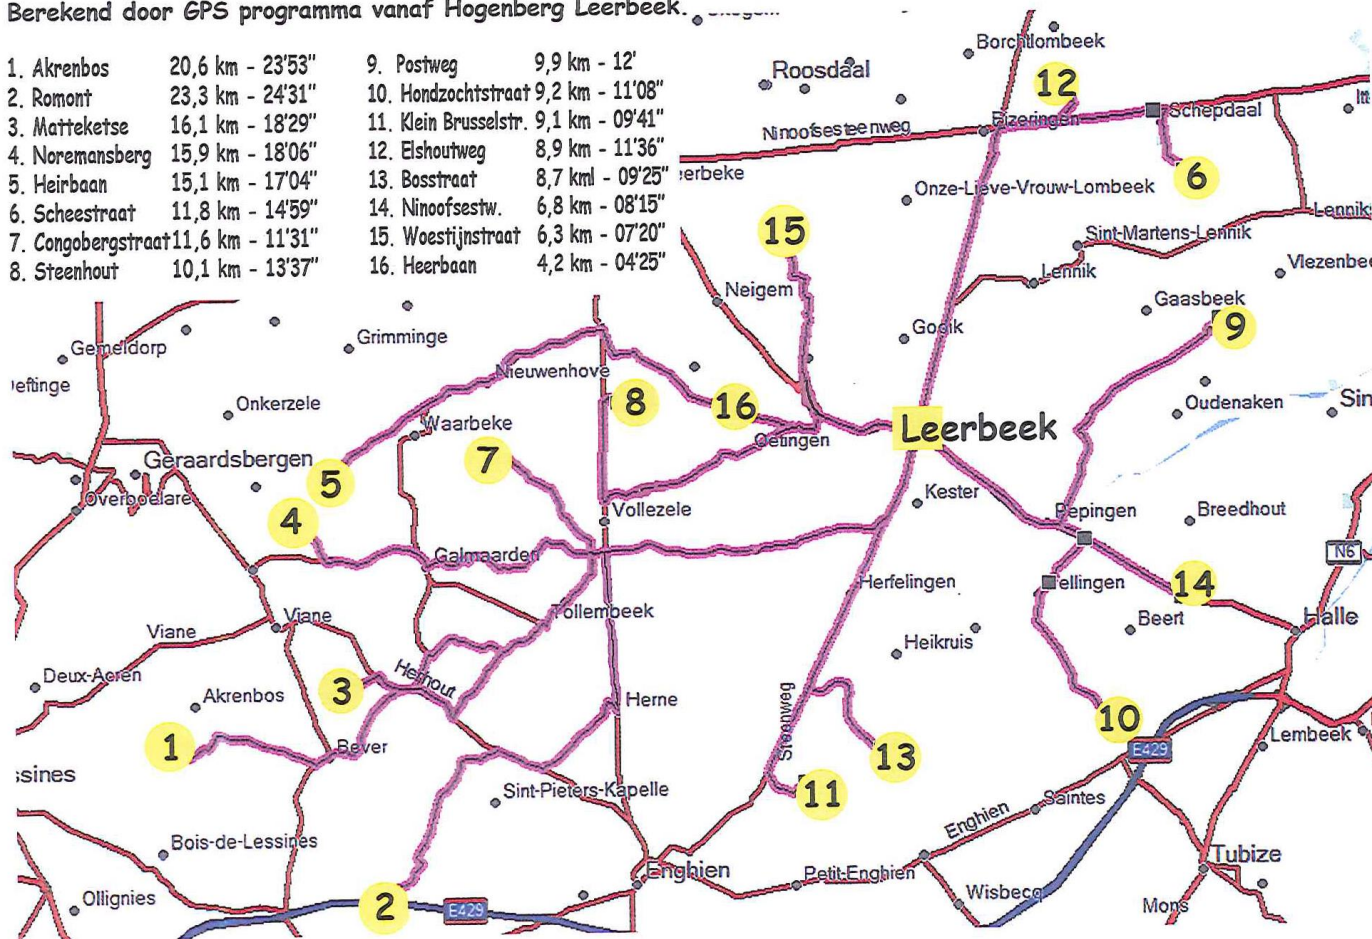 Berekend door GPS programma vanaf Hogenberg Leerbeek.
1. Akrenbos 20,6 km - 23'53"
2. Romont 23,3 km - 24'31"
3. Matteketse 16,1 km - 18'29"
4. Noremansberg 15,9 km - 18'06"
5. Heirbaan 15,1 km - 17'04"
6. Scheestraat 11,8 km - 14'59"
7. Congobergstraat 11,6 km - 11'31"
8. Steenhout 10,1 km - 13'37"
9. Postweg 9,9 km - 12'
10. Hondzochtstraat 9,2 km - 11'08"
11. Klein Brusselstr. 9,1 km - 09'41"
12. Elshoutweg 8,9 km - 11'36"
13. Bosstraat 8,7 kml - 09'25"
14. Ninoofsestw. 6,8 km - 08'15"
15. Woestijnstraat 6,3 km - 07'20"
16. Heerbaan 4,2 km - 04'25"
Borchtlombeek
Roosdaal
12
Schepdaal
Eizeringen
Ninoofsesteenweg
erbeke
6
Onze-Lieve-Vrouw-Lombeek
Lennik
15
Sint-Martens-Lennik
Lennik
Vlezenbee
Neigem
Gaasbeek
9
Gooik
Grimminge
Gemeldorp
Nieuwenhove
eftinge
Onkerzele
8
16
Oudenaken
Sin
Waarbeke
Leerbeek
Oetingen
7
Geraardsbergen
5
Overboelare
Kester
4
Vollezele
Pepingen
Breedhout
Galmaarden
N6
Herfelingen
Bellingen
14
Tollembeek
Viane
Viane
Beert
Halle
Heikruis
Deux-Acren
Herhout
3
Akrenbos
Herne
Steenweg
10
1
Bever
13
E429
Lembeek
ssines
Sint-Pieters-Kapelle
11
Saintes
Enghien
Bois-de-Lessines
Tubize
Enghien
Petit-Enghien
Ollignies
2
E429
Wisbecq
Mons